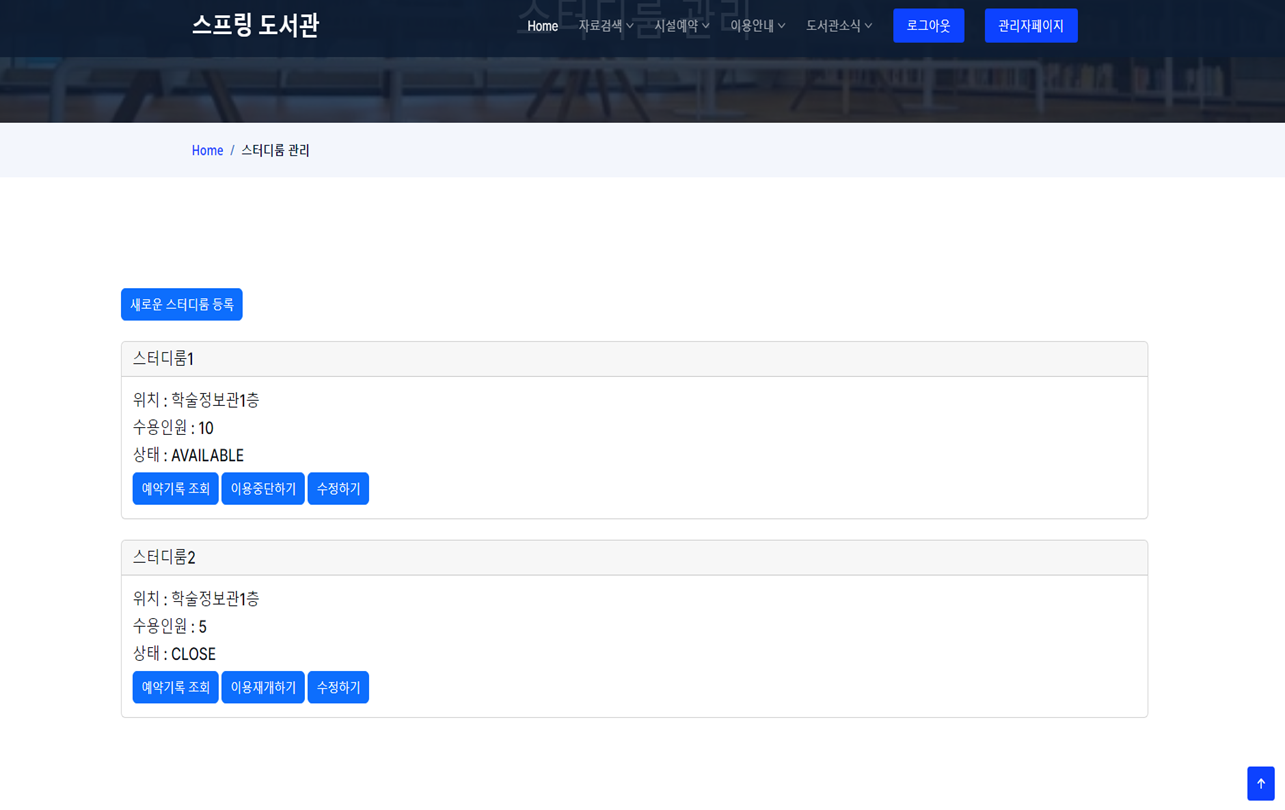 스프링 도서관
Home 자료검색 시설예약 이용안내 도서관소식 로그아웃 관리자페이지
스터디룸 관리
Home / 스터디룸 관리
새로운 스터디룸 등록
스터디룸1
위치 : 학술정보관1층
수용인원 : 10
상태 : AVAILABLE
예약기록 조회 이용중단하기 수정하기
스터디룸2
위치 : 학술정보관1층
수용인원 : 5
상태 : CLOSE
예약기록 조회 이용재개하기 수정하기